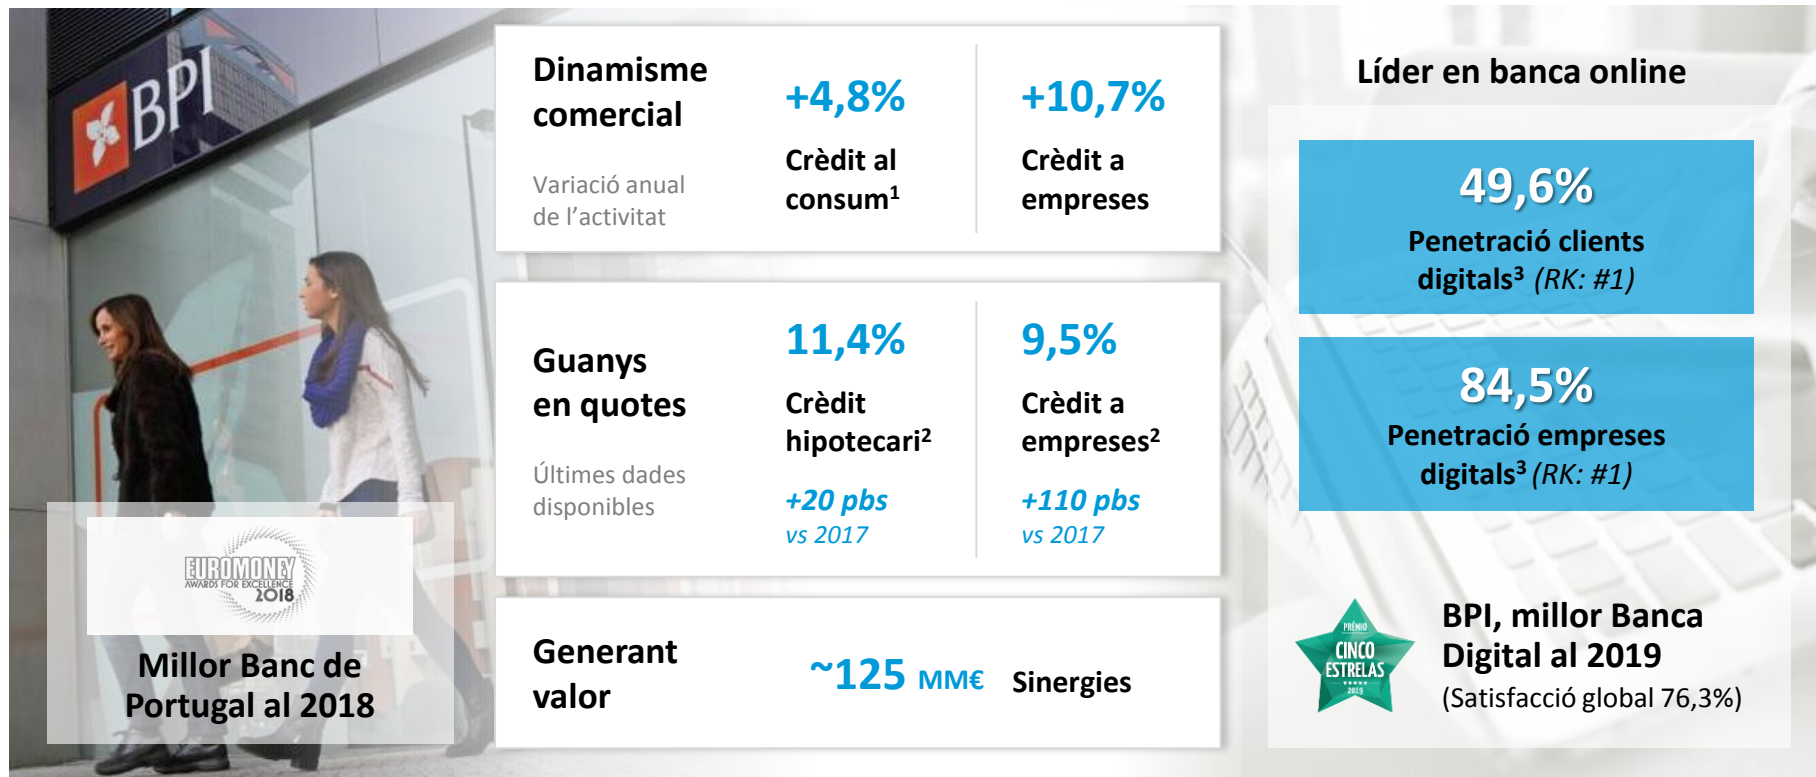 BPI
EUROMONEY
AWARDS FOR EXCELLENCE
2018
Millor Banc de
Portugal al 2018
Dinamisme
comercial
Variació anual
de l’activitat
+4,8%
Crèdit al
consum¹
+10,7%
Crèdit a
empreses
Guanys
en quotes
Últimes dades
disponibles
11,4%
Crèdit
hipotecari²
+20 pbs
vs 2017
9,5%
Crèdit a
empreses²
+110 pbs
vs 2017
Generant
valor
~125 MM€ Sinergies
Líder en banca online
49,6%
Penetració clients
digitals³ (RK: #1)
84,5%
Penetració empreses
digitals³ (RK: #1)
PRÉMIO
CINCO
ESTRELAS
2019
BPI, millor Banca
Digital al 2019
(Satisfacció global 76,3%)